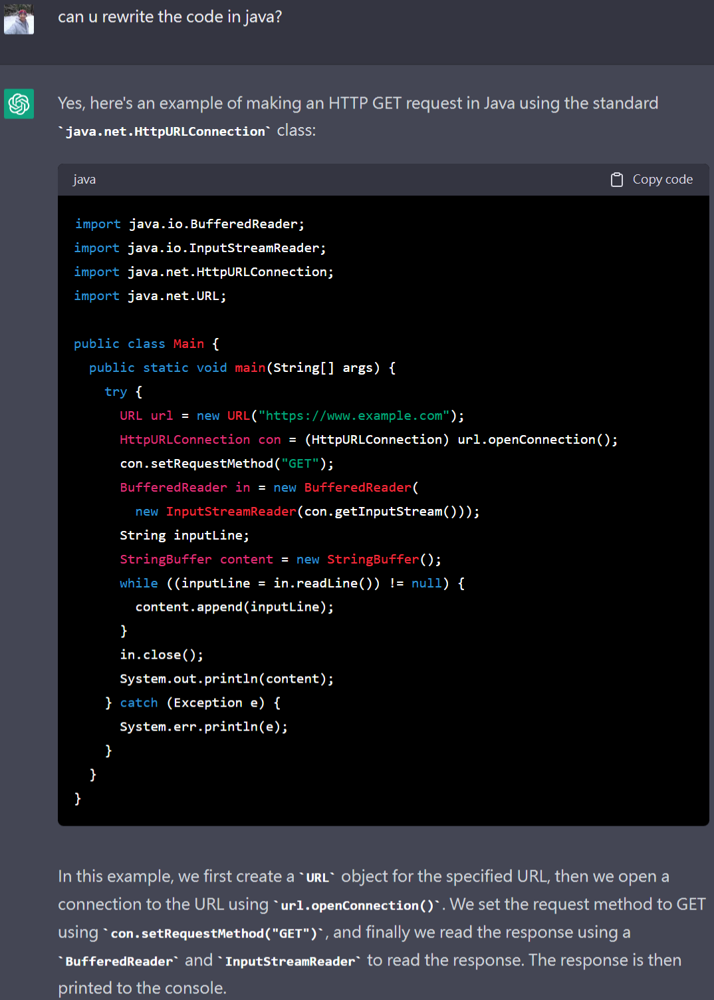 can u rewrite the code in java?
Yes, here's an example of making an HTTP GET request in Java using the standard
`java.net.HttpURLConnection` class:
java
Copy code
import java.io.BufferedReader;
import java.io.InputStreamReader;
import java.net.HttpURLConnection;
import java.net.URL;
public class Main {
  public static void main(String[] args) {
    try {
      URL url = new URL("https://www.example.com");
      HttpURLConnection con = (HttpURLConnection) url.openConnection();
      con.setRequestMethod("GET");
      BufferedReader in = new BufferedReader(
        new InputStreamReader(con.getInputStream()));
      String inputLine;
      StringBuffer content = new StringBuffer();
      while ((inputLine = in.readLine()) != null) {
        content.append(inputLine);
      }
      in.close();
      System.out.println(content);
    } catch (Exception e) {
      System.err.println(e);
    }
  }
}
In this example, we first create a `URL` object for the specified URL, then we open a
connection to the URL using `url.openConnection()`. We set the request method to GET
using `con.setRequestMethod("GET")`, and finally we read the response using a
`BufferedReader` and `InputStreamReader` to read the response. The response is then
printed to the console.